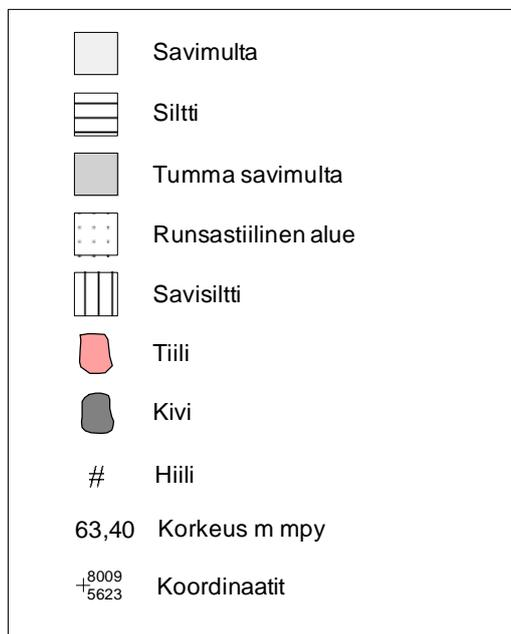 Savimulta
Siltti
Tumma savimulta
Runsastiilinen alue
Savisiltti
Tiili
Kivi
# Hiili
63,40 Korkeus m mpy
8009
5623 Koordinaatit